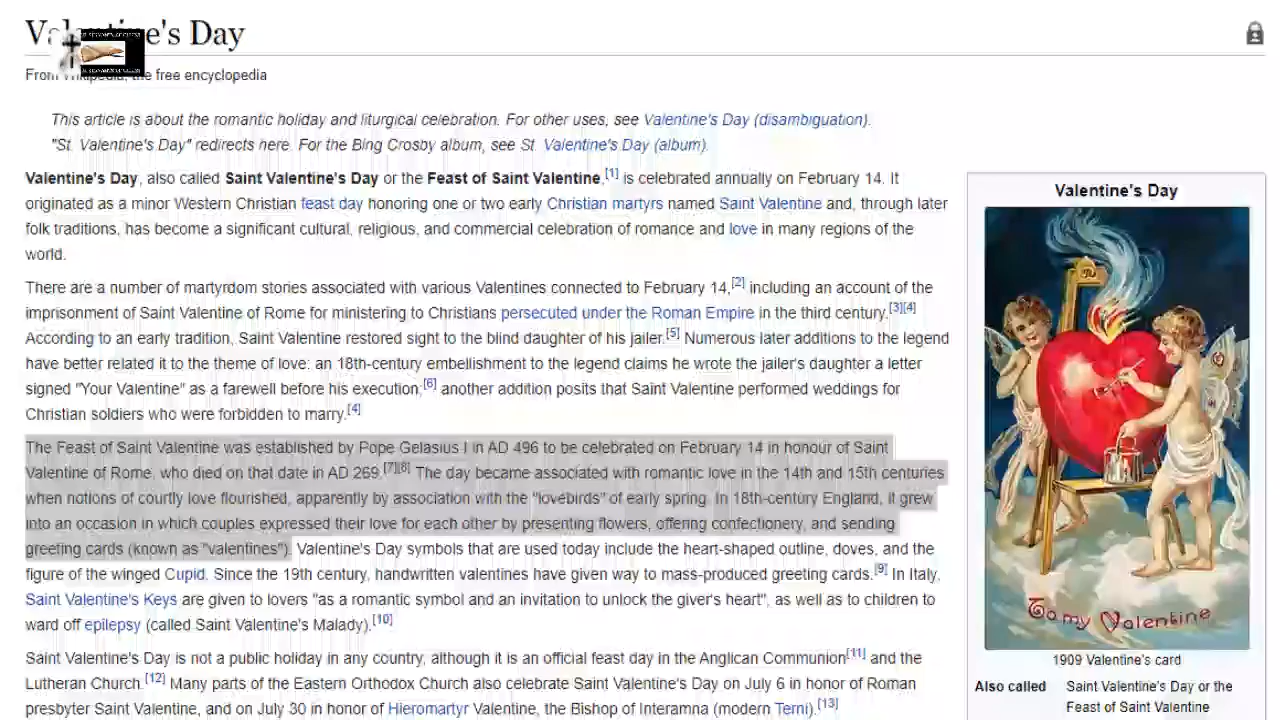 Valentine's Day
From Wikipedia, the free encyclopedia
This article is about the romantic holiday and liturgical celebration. For other uses, see Valentine's Day (disambiguation).
"St. Valentine's Day" redirects here. For the Bing Crosby album, see St. Valentine's Day (album).
Valentine's Day, also called Saint Valentine's Day or the Feast of Saint Valentine,[1] is celebrated annually on February 14. It
originated as a minor Western Christian feast day honoring one or two early Christian martyrs named Saint Valentine and, through later
folk traditions, has become a significant cultural, religious, and commercial celebration of romance and love in many regions of the
world.
There are a number of martyrdom stories associated with various Valentines connected to February 14,[2] including an account of the
imprisonment of Saint Valentine of Rome for ministering to Christians persecuted under the Roman Empire in the third century.[3][4]
According to an early tradition, Saint Valentine restored sight to the blind daughter of his jailer.[5] Numerous later additions to the legend
have better related it to the theme of love: an 18th-century embellishment to the legend claims he wrote the jailer's daughter a letter
signed "Your Valentine" as a farewell before his execution;[6] another addition posits that Saint Valentine performed weddings for
Christian soldiers who were forbidden to marry.[4]
The Feast of Saint Valentine was established by Pope Gelasius I in AD 496 to be celebrated on February 14 in honour of Saint
Valentine of Rome, who died on that date in AD 269.[7][8] The day became associated with romantic love in the 14th and 15th centuries
when notions of courtly love flourished, apparently by association with the "lovebirds" of early spring. In 18th-century England, it grew
into an occasion in which couples expressed their love for each other by presenting flowers, offering confectionery, and sending
greeting cards (known as "valentines"). Valentine's Day symbols that are used today include the heart-shaped outline, doves, and the
figure of the winged Cupid. Since the 19th century, handwritten valentines have given way to mass-produced greeting cards.[9] In Italy,
Saint Valentine's Keys are given to lovers "as a romantic symbol and an invitation to unlock the giver's heart", as well as to children to
ward off epilepsy (called Saint Valentine's Malady).[10]
Saint Valentine's Day is not a public holiday in any country, although it is an official feast day in the Anglican Communion[11] and the
Lutheran Church.[12] Many parts of the Eastern Orthodox Church also celebrate Saint Valentine's Day on July 6 in honor of Roman
presbyter Saint Valentine, and on July 30 in honor of Hieromartyr Valentine, the Bishop of Interamna (modern Terni).[13]
Valentine's Day
To my Valentine
1909 Valentine's card
Also called Saint Valentine's Day or the
Feast of Saint Valentine